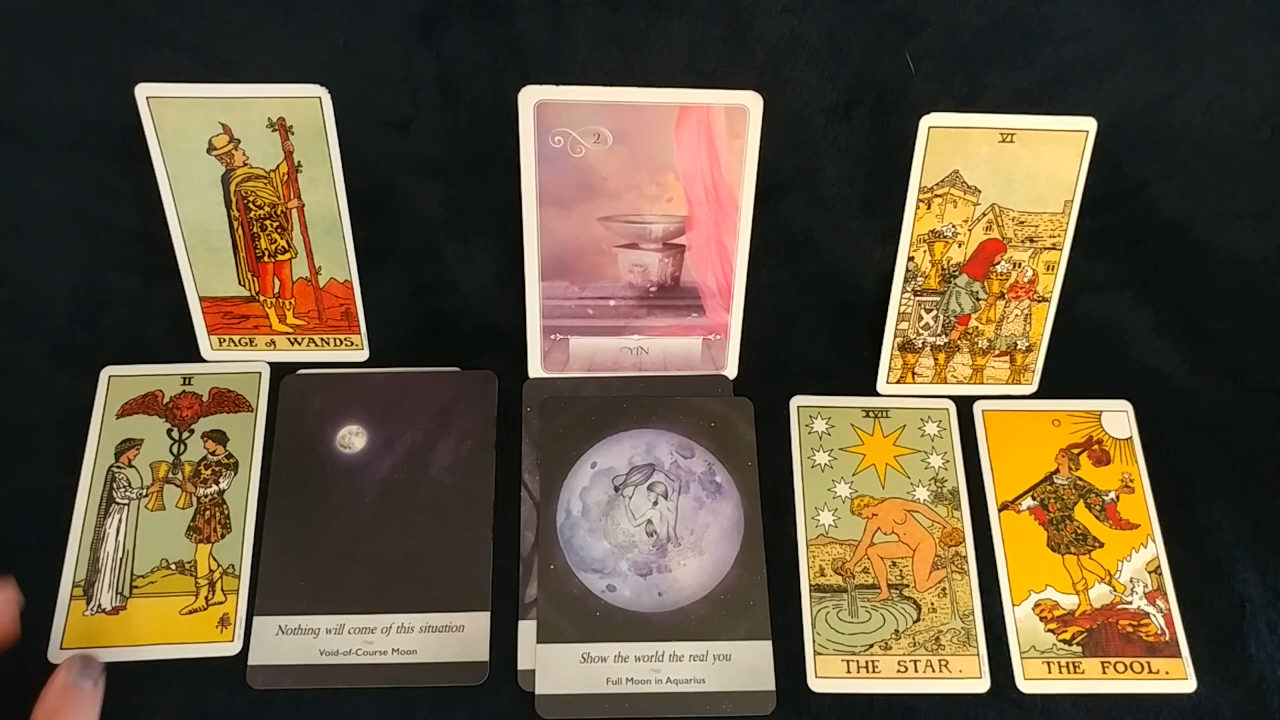 PAGE of WANDS.
2
YIN
VI
II
Nothing will come of this situation
Void-of-Course Moon
Show the world the real you
Full Moon in Aquarius
XVII
THE STAR.
THE FOOL.